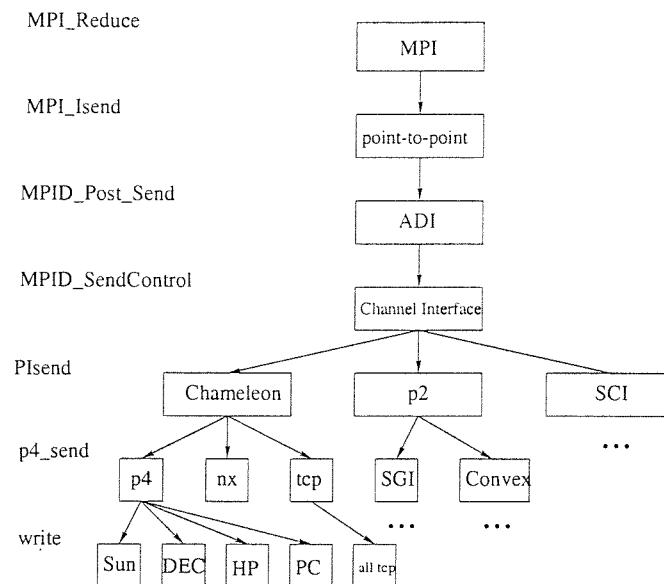 MPI_Reduce
MPI
MPI_Isend
point-to-point
MPID_Post_Send
ADI
MPID_SendControl
Channel Interface
PIsend
Chameleon
p2
SCI
...
p4_send
p4
nx
tcp
SGI
Convex
...
...
write
Sun
DEC
HP
PC
all tcp